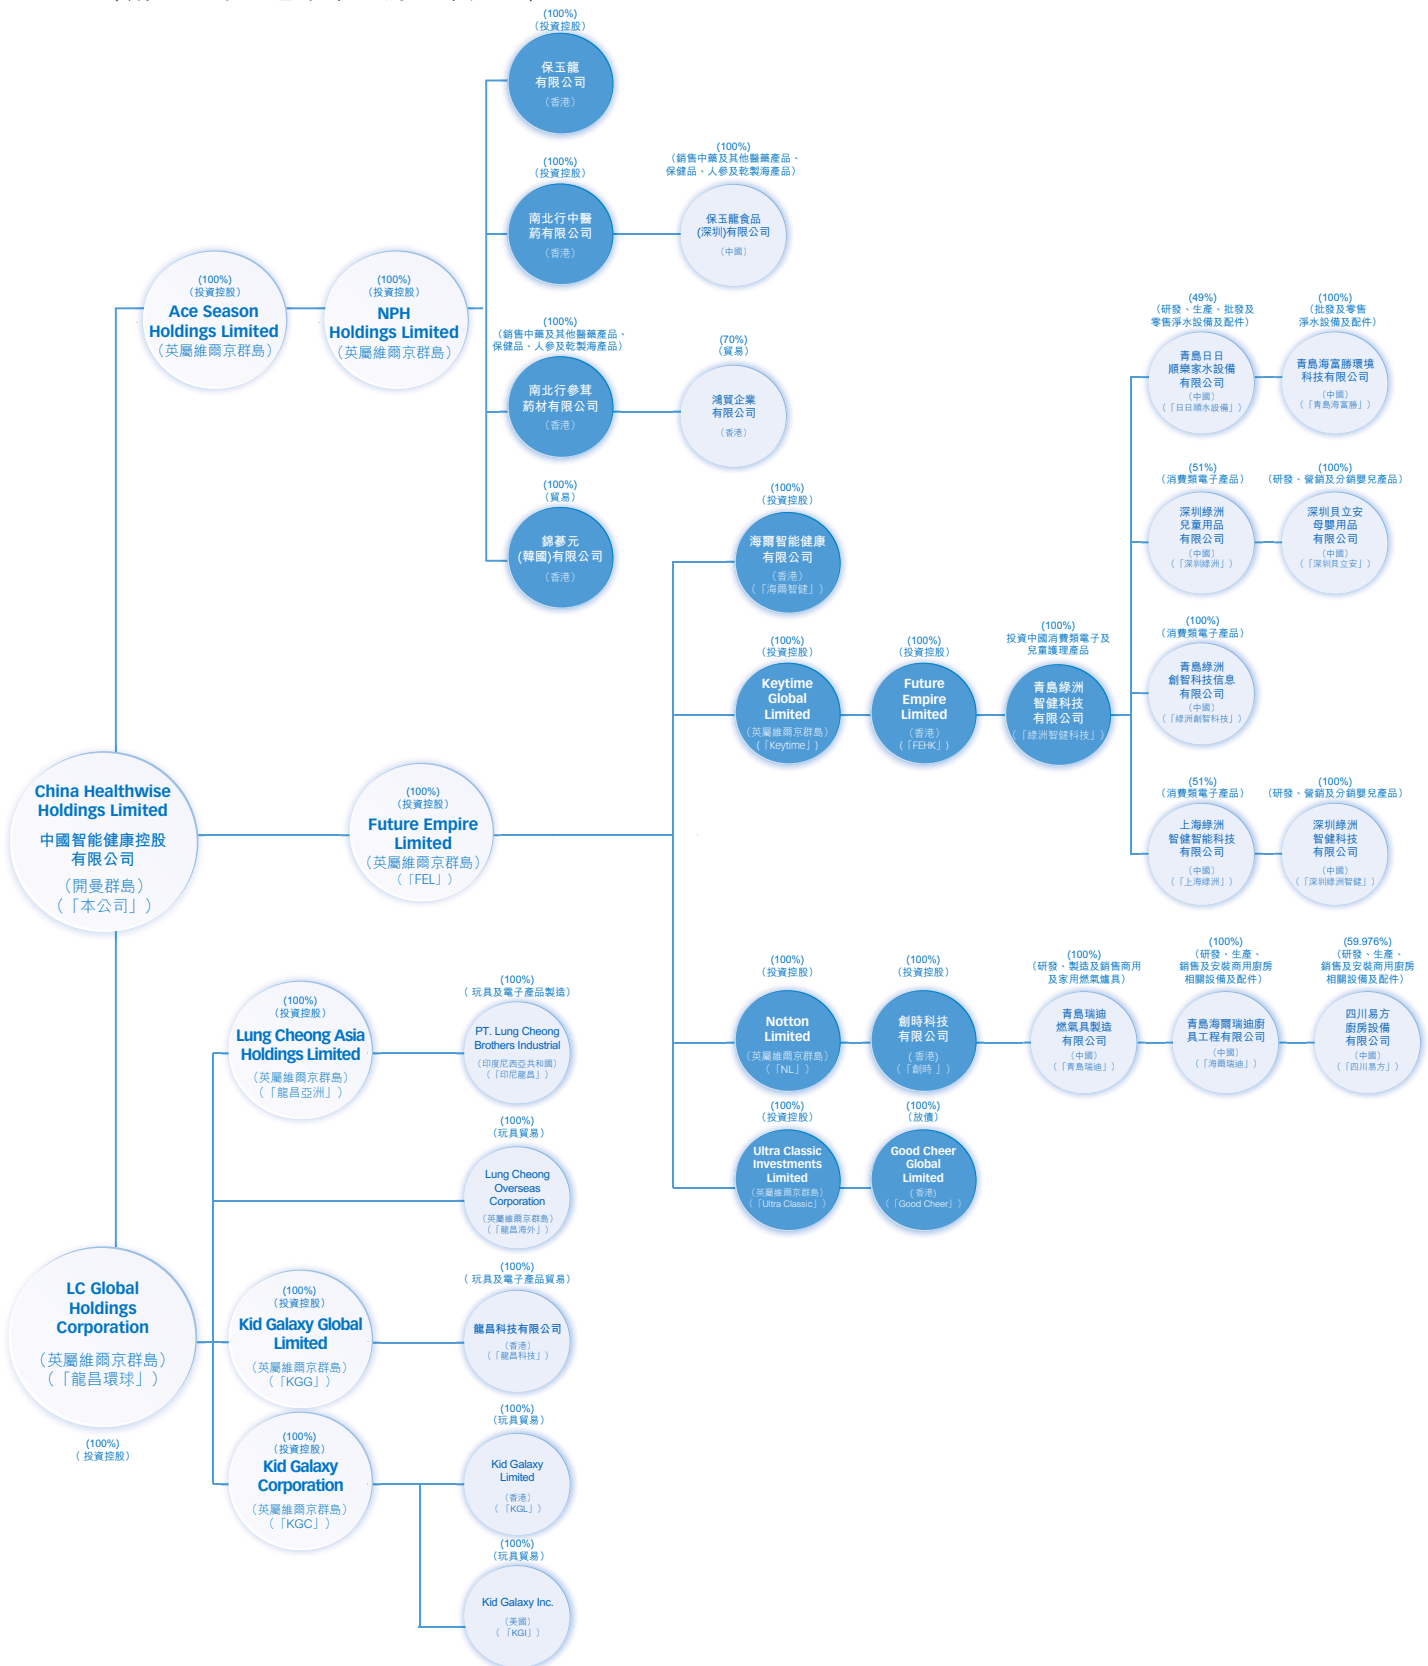 (100%)
（投資控股）
保玉龍
有限公司
（香港）
(100%)
（投資控股）
南北行中醫
葯有限公司
（香港）
(100%)
（銷售中藥及其他醫藥產品、
保健品、人參及乾製海產品）
保玉龍食品
(深圳)有限公司
（中國）
(100%)
（投資控股）
Ace Season
Holdings Limited
（英屬維爾京群島）
(100%)
（投資控股）
NPH
Holdings Limited
（英屬維爾京群島）
(100%)
（銷售中藥及其他醫藥產品、
保健品、人參及乾製海產品）
南北行參茸
葯材有限公司
（香港）
(70%)
（貿易）
鴻貿企業
有限公司
（香港）
(100%)
（貿易）
錦蔘元
(韓國)有限公司
（香港）
(49%)
（研發、生產、批發及
零售淨水設備及配件）
青島日日
順樂家水設備
有限公司
（中國）
（「日日順水設備」）
(100%)
（批發及零售
淨水設備及配件）
青島海富勝環境
科技有限公司
（中國）
（「青島海富勝」）
(51%)
（消費類電子產品）
深圳綠洲
兒童用品
有限公司
（中國）
（「深圳綠洲」）
(100%)
（研發、營銷及分銷嬰兒產品）
深圳貝立安
母嬰用品
有限公司
（中國）
（「深圳貝立安」）
(100%)
（投資控股）
海爾智能健康
有限公司
（香港）
（「海爾智健」）
(100%)
（投資控股）
Keytime
Global
Limited
（英屬維爾京群島）
(「Keytime」)
(100%)
（投資控股）
Future
Empire
Limited
（香港）
(「FEHK」)
(100%)
投資中國消費類電子及
兒童護理產品
青島綠洲
智健科技
有限公司
（「綠洲智健科技」）
(100%)
（消費類電子產品）
青島綠洲
創智科技信息
有限公司
（中國）
（「綠洲創智科技」）
(51%)
（消費類電子產品）
上海綠洲
智健智能科技
有限公司
（中國）
（「上海綠洲」）
(100%)
（研發、營銷及分銷嬰兒產品）
深圳綠洲
智健科技
有限公司
（中國）
（「深圳綠洲智健」）
China Healthwise
Holdings Limited
中國智能健康控股
有限公司
（開曼群島）
（「本公司」）
(100%)
（投資控股）
Future Empire
Limited
（英屬維爾京群島）
（「FEL」）
(100%)
（投資控股）
Notton
Limited
（英屬維爾京群島）
（「NL」）
(100%)
（投資控股）
創時科技
有限公司
(香港)
（「創時 」）
(100%)
（研發、製造及銷售商用
及家用燃氣爐具）
青島瑞迪
燃氣具製造
有限公司
（中國）
（「青島瑞迪」）
(100%)
（研發、生產、
銷售及安裝商用廚房
相關設備及配件）
青島海爾瑞迪廚
具工程有限公司
（中國）
（「海爾瑞迪」）
(59.976%)
（研發、生產、
銷售及安裝商用廚房
相關設備及配件）
四川易方
廚房設備
有限公司
（中國）
（「四川易方」）
(100%)
（投資控股）
Ultra Classic
Investments
Limited
（英屬維爾京群島）
（「Ultra Classic」）
(100%)
（放債）
Good Cheer
Global
Limited
(香港)
（「Good Cheer」）
(100%)
（投資控股）
Lung Cheong Asia
Holdings Limited
（英屬維爾京群島）
（「龍昌亞洲」）
(100%)
（ 玩具及電子產品製造）
PT. Lung Cheong
Brothers Industrial
（印度尼西亞共和國）
（「印尼龍昌」）
(100%)
（玩具貿易）
Lung Cheong
Overseas
Corporation
（英屬維爾京群島）
（「龍昌海外」）
LC Global
Holdings
Corporation
（英屬維爾京群島）
（「龍昌環球」）
(100%)
（ 投資控股）
(100%)
（投資控股）
Kid Galaxy Global
Limited
（英屬維爾京群島）
（「KGG」）
(100%)
（ 玩具及電子產品貿易）
龍昌科技有限公司
（香港）
（「龍昌科技」）
(100%)
（投資控股）
Kid Galaxy
Corporation
（英屬維爾京群島）
（「KGC」）
(100%)
（玩具貿易）
Kid Galaxy
Limited
（香港）
（ 「KGL」）
(100%)
（玩具貿易）
Kid Galaxy Inc.
（美國）
（ 「KGI」）